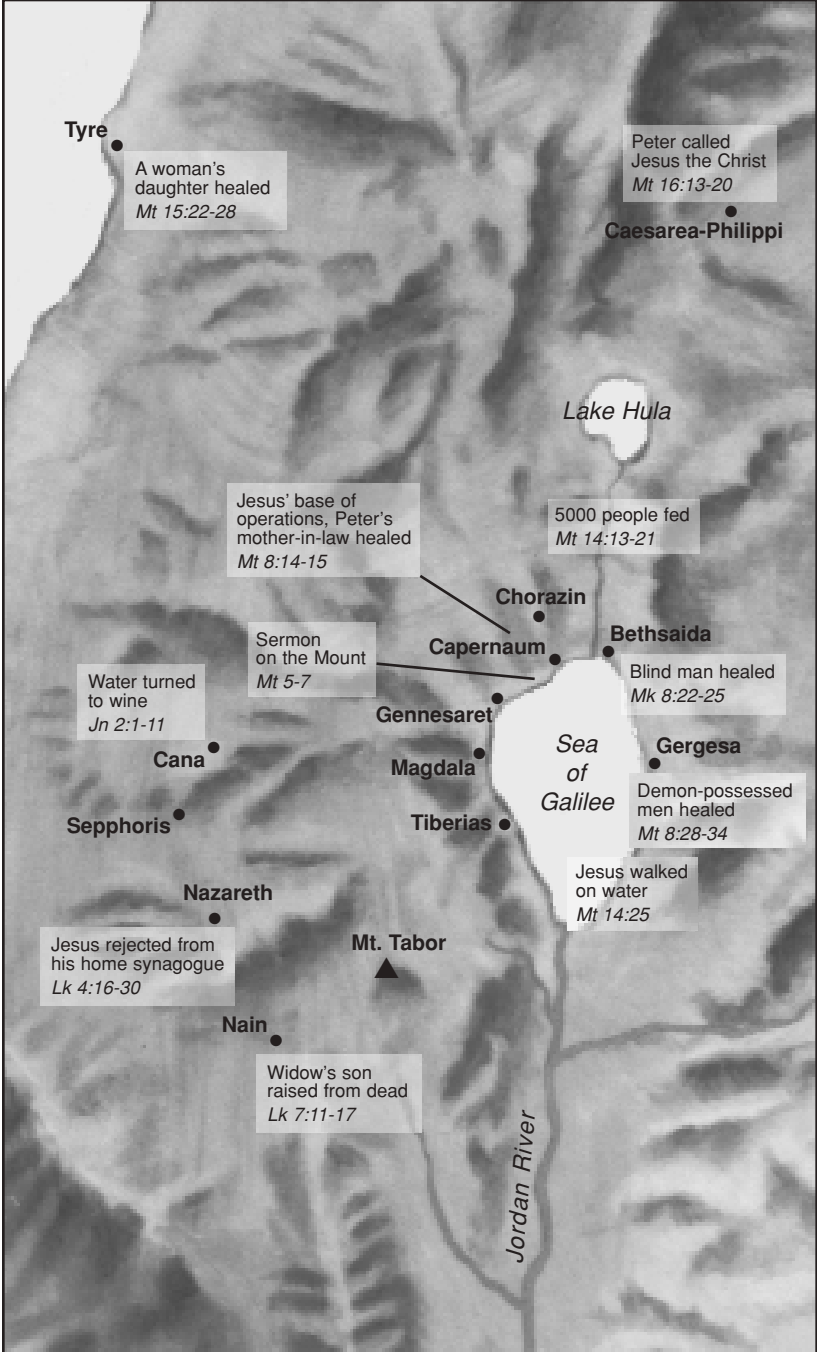 Tyre
A woman's
daughter healed
Mt 15:22-28
Peter called
Jesus the Christ
Mt 16:13-20
Caesarea-Philippi
Lake Hula
Jesus' base of
operations, Peter's
mother-in-law healed
Mt 8:14-15
5000 people fed
Mt 14:13-21
Chorazin
Capernaum
Bethsaida
Sermon
on the Mount
Mt 5-7
Blind man healed
Mk 8:22-25
Water turned
to wine
Jn 2:1-11
Cana
Gennesaret
Magdala
Sea
of
Galilee
Gergesa
Demon-possessed
men healed
Mt 8:28-34
Sepphoris
Tiberias
Jesus walked
on water
Mt 14:25
Nazareth
Jesus rejected from
his home synagogue
Lk 4:16-30
Mt. Tabor
Nain
Widow's son
raised from dead
Lk 7:11-17
Jordan River